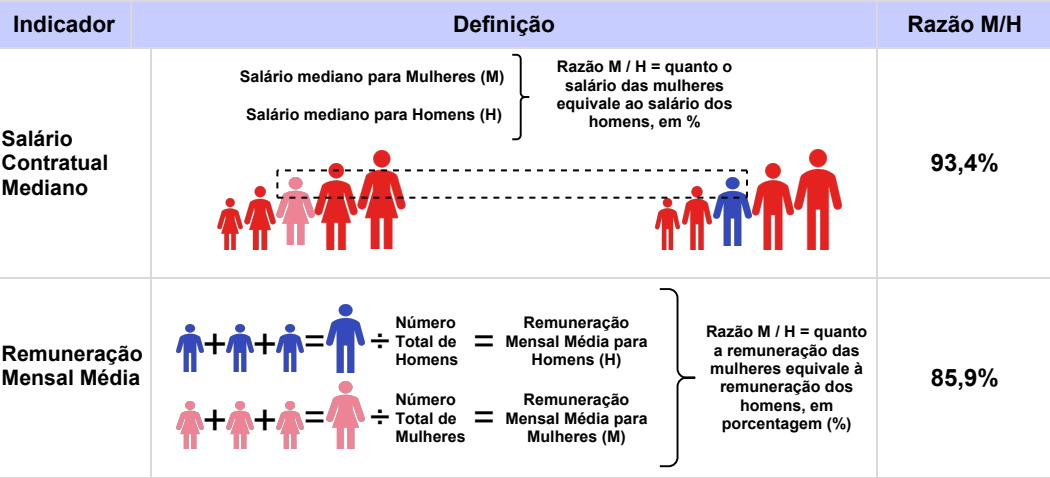 Indicador
Definição
Razão M/H
Salário
Contratual
Mediano
Salário mediano para Mulheres (M)
Salário mediano para Homens (H)
Razão M / H = quanto o
salário das mulheres
equivale ao salário dos
homens, em %
93,4%
Remuneração
Mensal Média
+ + = ÷
Número
Total de
Homens
=
Remuneração
Mensal Média para
Homens (H)
+ + = ÷
Número
Total de
Mulheres
=
Remuneração
Mensal Média para
Mulheres (M)
Razão M / H = quanto
a remuneração das
mulheres equivale à
remuneração dos
homens, em
porcentagem (%)
85,9%